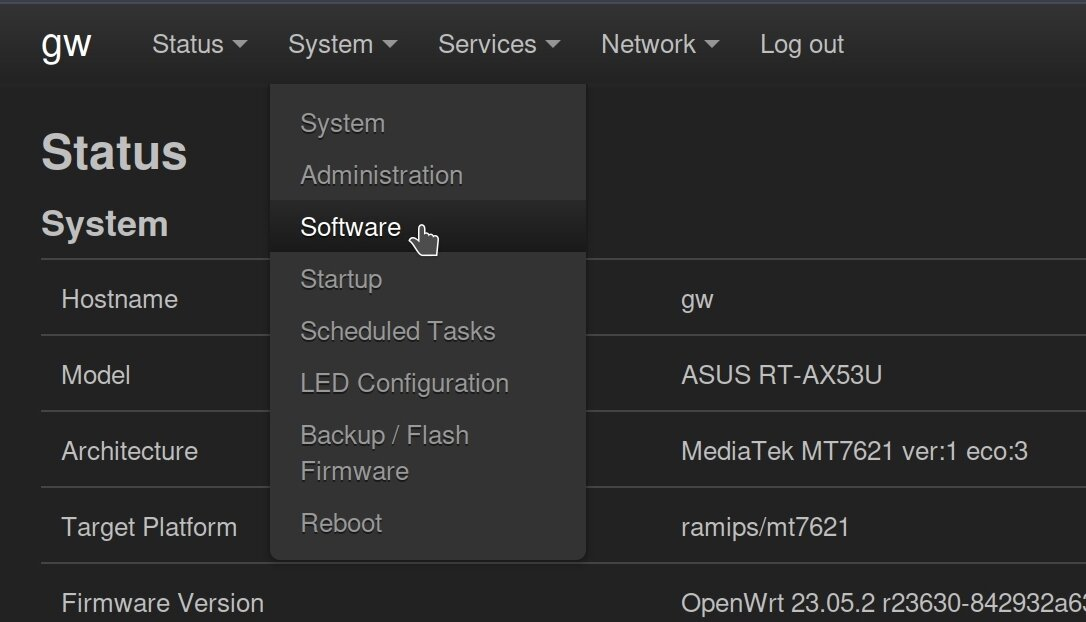 gw Status System Services Network Log out
System
Status
Administration
Software
System
Startup
Hostname gw
Scheduled Tasks
Model ASUS RT-AX53U
LED Configuration
Backup / Flash
Firmware
Architecture MediaTek MT7621 ver:1 eco:3
Reboot
Target Platform ramips/mt7621
Firmware Version OpenWrt 23.05.2 r23630-842932a63